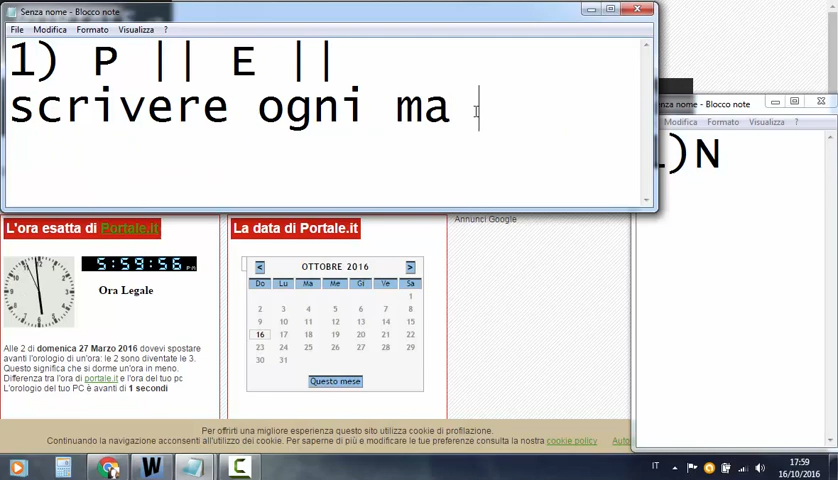 Senza nome - Blocco note
File Modifica Formato Visualizza ?
1) P || E ||
scrivere ogni ma
enza nome - Blocco note
Modifica Formato Visualizza ?
1)N
L'ora esatta di Portale.it
5:59:56 PM
Ora Legale
Alle 2 di domenica 27 Marzo 2016 dovevi spostare
avanti l'orologio di un'ora: le 2 sono diventate le 3.
Questo significa che si dorme un'ora in meno.
Differenza tra l'ora di portale.it e l'ora del tuo pc
L'orologio del tuo PC è avanti di 1 secondi
La data di Portale.it
< OTTOBRE 2016 >
Do Lu Ma Me Gi Ve Sa
1
2 3 4 5 6 7 8
9 10 11 12 13 14 15
16 17 18 19 20 21 22
23 24 25 26 27 28 29
30 31
Questo mese
Annunci Google
Per offrirti una migliore esperienza questo sito utilizza cookie di profilazione.
Continuando la navigazione acconsenti all'utilizzo dei cookie. Per saperne di più e modificare le tue preferenze consulta la nostra cookie policy Auto
IT
17:59
16/10/2016